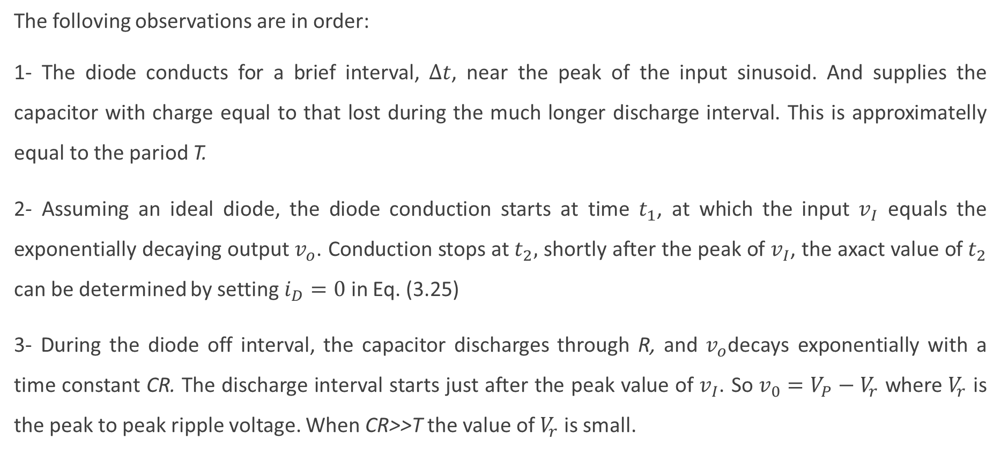 The folloving observations are in order:
1- The diode conducts for a brief interval, Δt, near the peak of the input sinusoid. And supplies the
capacitor with charge equal to that lost during the much longer discharge interval. This is approximatelly
equal to the pariod T.
2- Assuming an ideal diode, the diode conduction starts at time t₁, at which the input v_I equals the
exponentially decaying output v_o. Conduction stops at t₂, shortly after the peak of v_I, the axact value of t₂
can be determined by setting i_D = 0 in Eq. (3.25)
3- During the diode off interval, the capacitor discharges through R, and v_o decays exponentially with a
time constant CR. The discharge interval starts just after the peak value of v_I. So v₀ = V_P − V_r where V_r is
the peak to peak ripple voltage. When CR>>T the value of V_r is small.